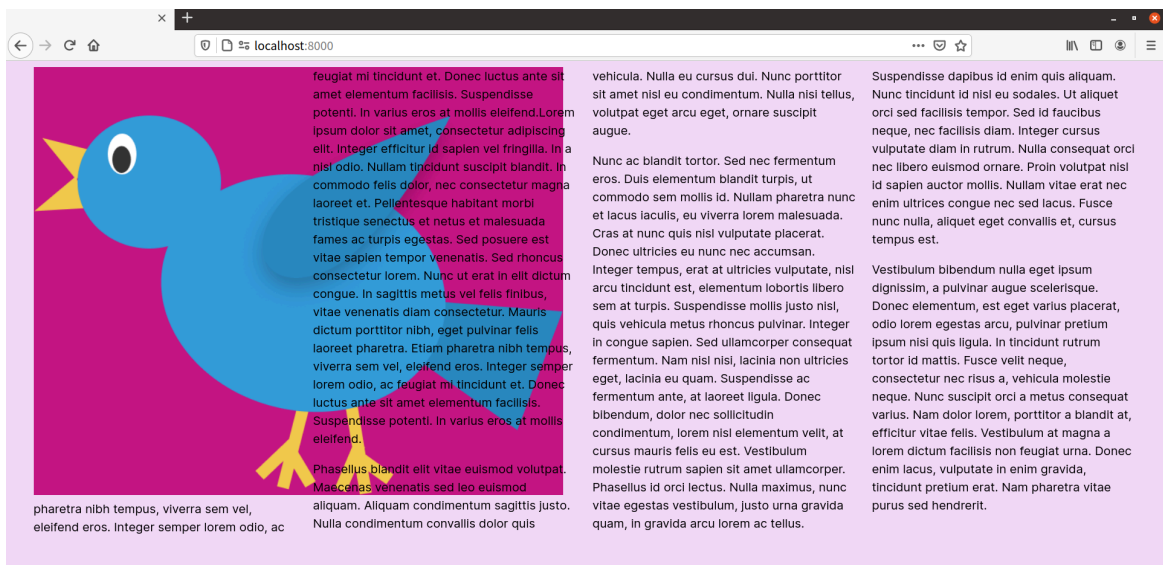 localhost:8000
pharetra nibh tempus, viverra sem vel,
eleifend eros. Integer semper lorem odio, ac
feugiat mi tincidunt et. Donec luctus ante sit
amet elementum facilisis. Suspendisse
potenti. In varius eros at mollis eleifend.Lorem
ipsum dolor sit amet, consectetur adipiscing
elit. Integer efficitur id sapien vel fringilla. In a
nisl odio. Nullam tincidunt suscipit blandit. In
commodo felis dolor, nec consectetur magna
laoreet et. Pellentesque habitant morbi
tristique senectus et netus et malesuada
fames ac turpis egestas. Sed posuere est
vitae sapien tempor venenatis. Sed rhoncus
consectetur lorem. Nunc ut erat in elit dictum
congue. In sagittis metus vel felis finibus,
vitae venenatis diam consectetur. Mauris
dictum porttitor nibh, eget pulvinar felis
laoreet pharetra. Etiam pharetra nibh tempus,
viverra sem vel, eleifend eros. Integer semper
lorem odio, ac feugiat mi tincidunt et. Donec
luctus ante sit amet elementum facilisis.
Suspendisse potenti. In varius eros at mollis
eleifend.
Phasellus blandit elit vitae euismod volutpat.
Maecenas venenatis sed leo euismod
aliquam. Aliquam condimentum sagittis justo.
Nulla condimentum convallis dolor quis
vehicula. Nulla eu cursus dui. Nunc porttitor
sit amet nisl eu condimentum. Nulla nisi tellus,
volutpat eget arcu eget, ornare suscipit
augue.
Nunc ac blandit tortor. Sed nec fermentum
eros. Duis elementum blandit turpis, ut
commodo sem mollis id. Nullam pharetra nunc
et lacus iaculis, eu viverra lorem malesuada.
Cras at nunc quis nisl vulputate placerat.
Donec ultricies eu nunc nec accumsan.
Integer tempus, erat at ultricies vulputate, nisl
arcu tincidunt est, elementum lobortis libero
sem at turpis. Suspendisse mollis justo nisl,
quis vehicula metus rhoncus pulvinar. Integer
in congue sapien. Sed ullamcorper consequat
fermentum. Nam nisl nisi, lacinia non ultricies
eget, lacinia eu quam. Suspendisse ac
fermentum ante, at laoreet ligula. Donec
bibendum, dolor nec sollicitudin
condimentum, lorem nisl elementum velit, at
cursus mauris felis eu est. Vestibulum
molestie rutrum sapien sit amet ullamcorper.
Phasellus id orci lectus. Nulla maximus, nunc
vitae egestas vestibulum, justo urna gravida
quam, in gravida arcu lorem ac tellus.
Suspendisse dapibus id enim quis aliquam.
Nunc tincidunt id nisl eu sodales. Ut aliquet
orci sed facilisis tempor. Sed id faucibus
neque, nec facilisis diam. Integer cursus
vulputate diam in rutrum. Nulla consequat orci
nec libero euismod ornare. Proin volutpat nisl
id sapien auctor mollis. Nullam vitae erat nec
enim ultrices congue nec sed lacus. Fusce
nunc nulla, aliquet eget convallis et, cursus
tempus est.
Vestibulum bibendum nulla eget ipsum
dignissim, a pulvinar augue scelerisque.
Donec elementum, est eget varius placerat,
odio lorem egestas arcu, pulvinar pretium
ipsum nisi quis ligula. In tincidunt rutrum
tortor id mattis. Fusce velit neque,
consectetur nec risus a, vehicula molestie
neque. Nunc suscipit orci a metus consequat
varius. Nam dolor lorem, porttitor a blandit at,
efficitur vitae felis. Vestibulum at magna a
lorem dictum facilisis non feugiat urna. Donec
enim lacus, vulputate in enim gravida,
tincidunt pretium erat. Nam pharetra vitae
purus sed hendrerit.